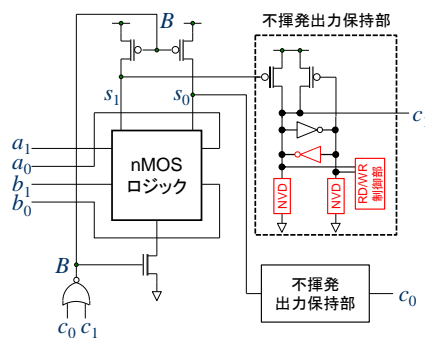 不揮発出力保持部
B
s₁
s₀
c₁
a₁
a₀
b₁
b₀
nMOS
ロジック
NVD
NVD
RD/WR
制御部
B
不揮発
出力保持部
c₀
c₀
c₁